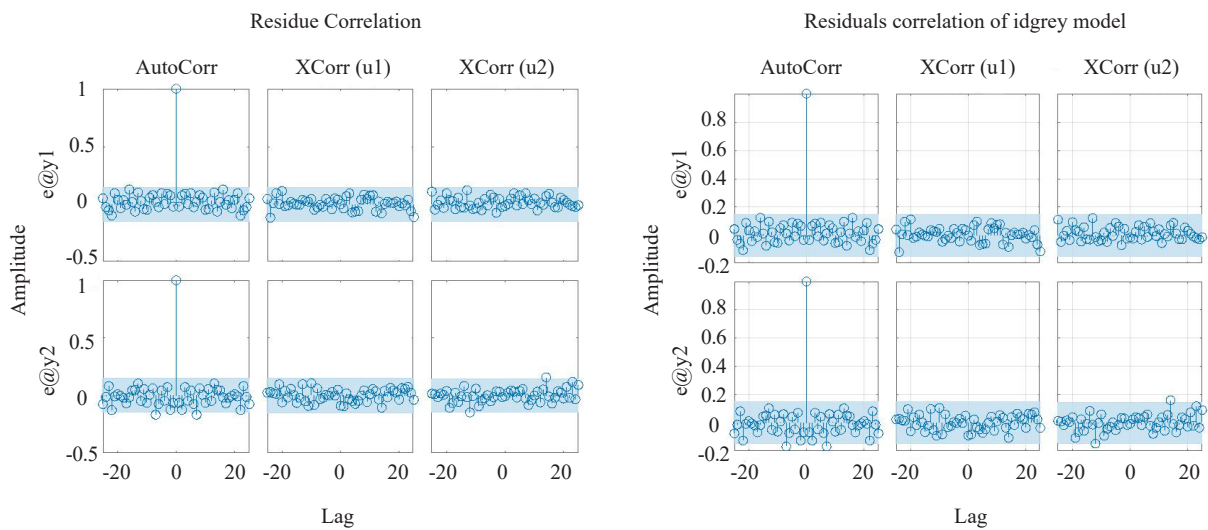 Residue Correlation
AutoCorr XCorr (u1) XCorr (u2)
1
0.5
0
-0.5
e@y1
1
0.5
0
-0.5
e@y2
Amplitude
-20 0 20 -20 0 20 -20 0 20
Lag
Residuals correlation of idgrey model
AutoCorr XCorr (u1) XCorr (u2)
0.8
0.6
0.4
0.2
0
-0.2
e@y1
0.8
0.6
0.4
0.2
0
-0.2
e@y2
Amplitude
-20 0 20 -20 0 20 -20 0 20
Lag